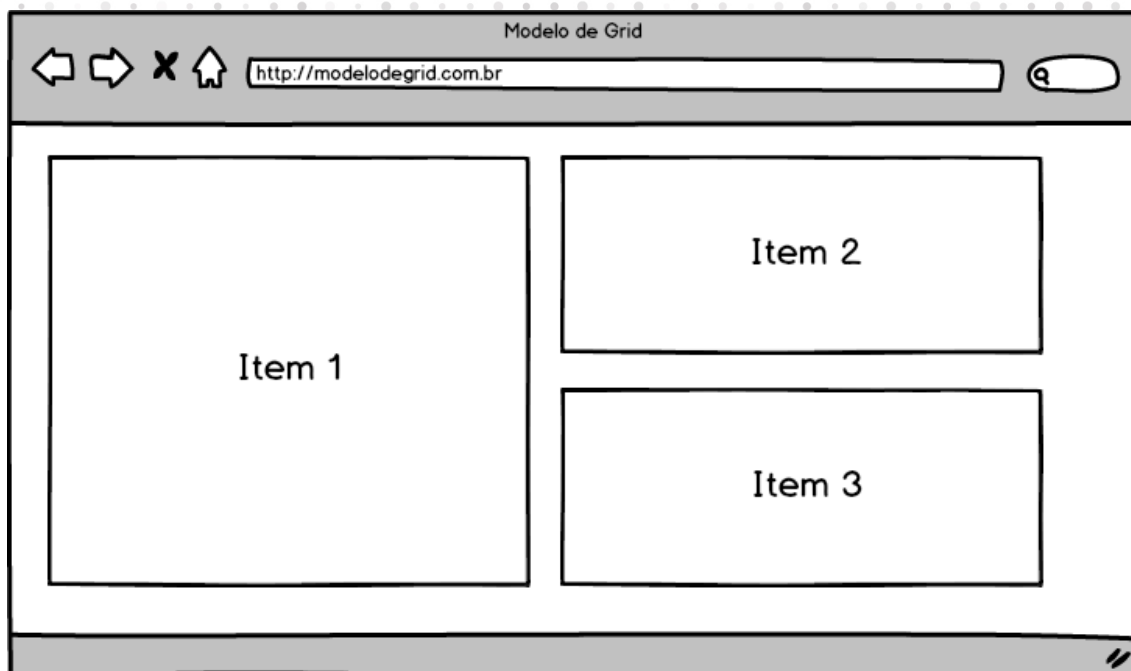 Modelo de Grid
http://modelodegrid.com.br
Item 1
Item 2
Item 3